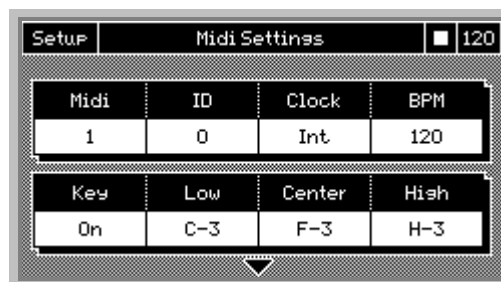 Setup Midi Settings 120
Midi ID Clock BPM
1 0 Int 120
Key Low Center High
On C-3 F-3 H-3